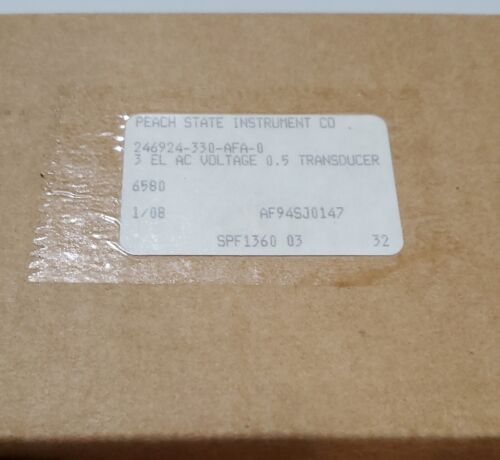 PEACH STATE INSTRUMENT CO
246924-330-AFA-0
3 EL AC VOLTAGE 0.5 TRANSDUCER
6580
1/08 AF94SJ0147
SPF1360 03 32